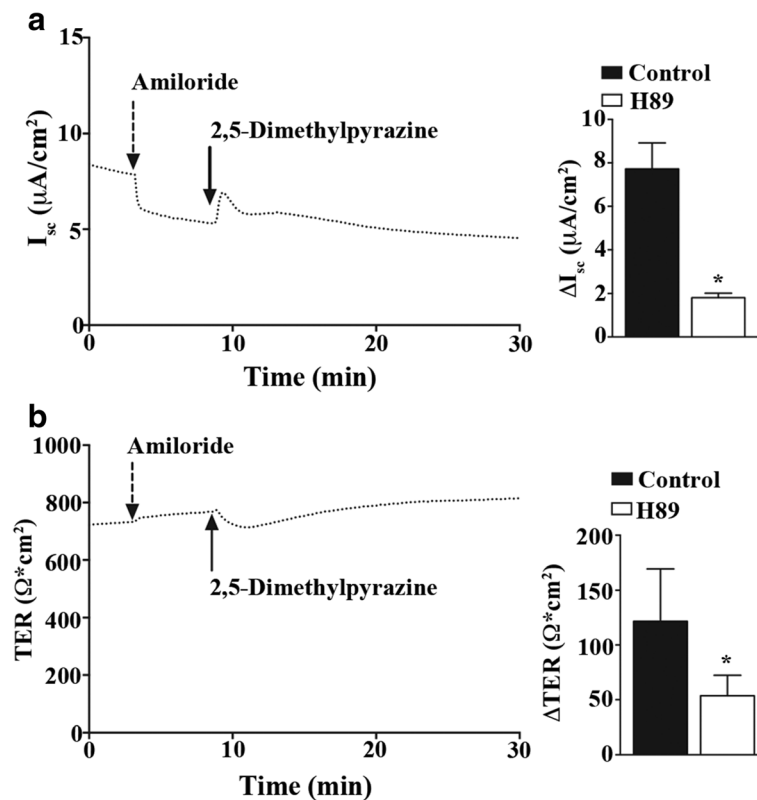 a
15
10
5
0
I_sc (µA/cm²)
Amiloride
2,5-Dimethylpyrazine
0 10 20 30
Time (min)
Control
H89
10
8
6
4
2
0
ΔI_sc (µA/cm²)
*
b
1000
800
600
400
200
0
TER (Ω*cm²)
Amiloride
2,5-Dimethylpyrazine
0 10 20 30
Time (min)
Control
H89
200
150
100
50
0
ΔTER (Ω*cm²)
*